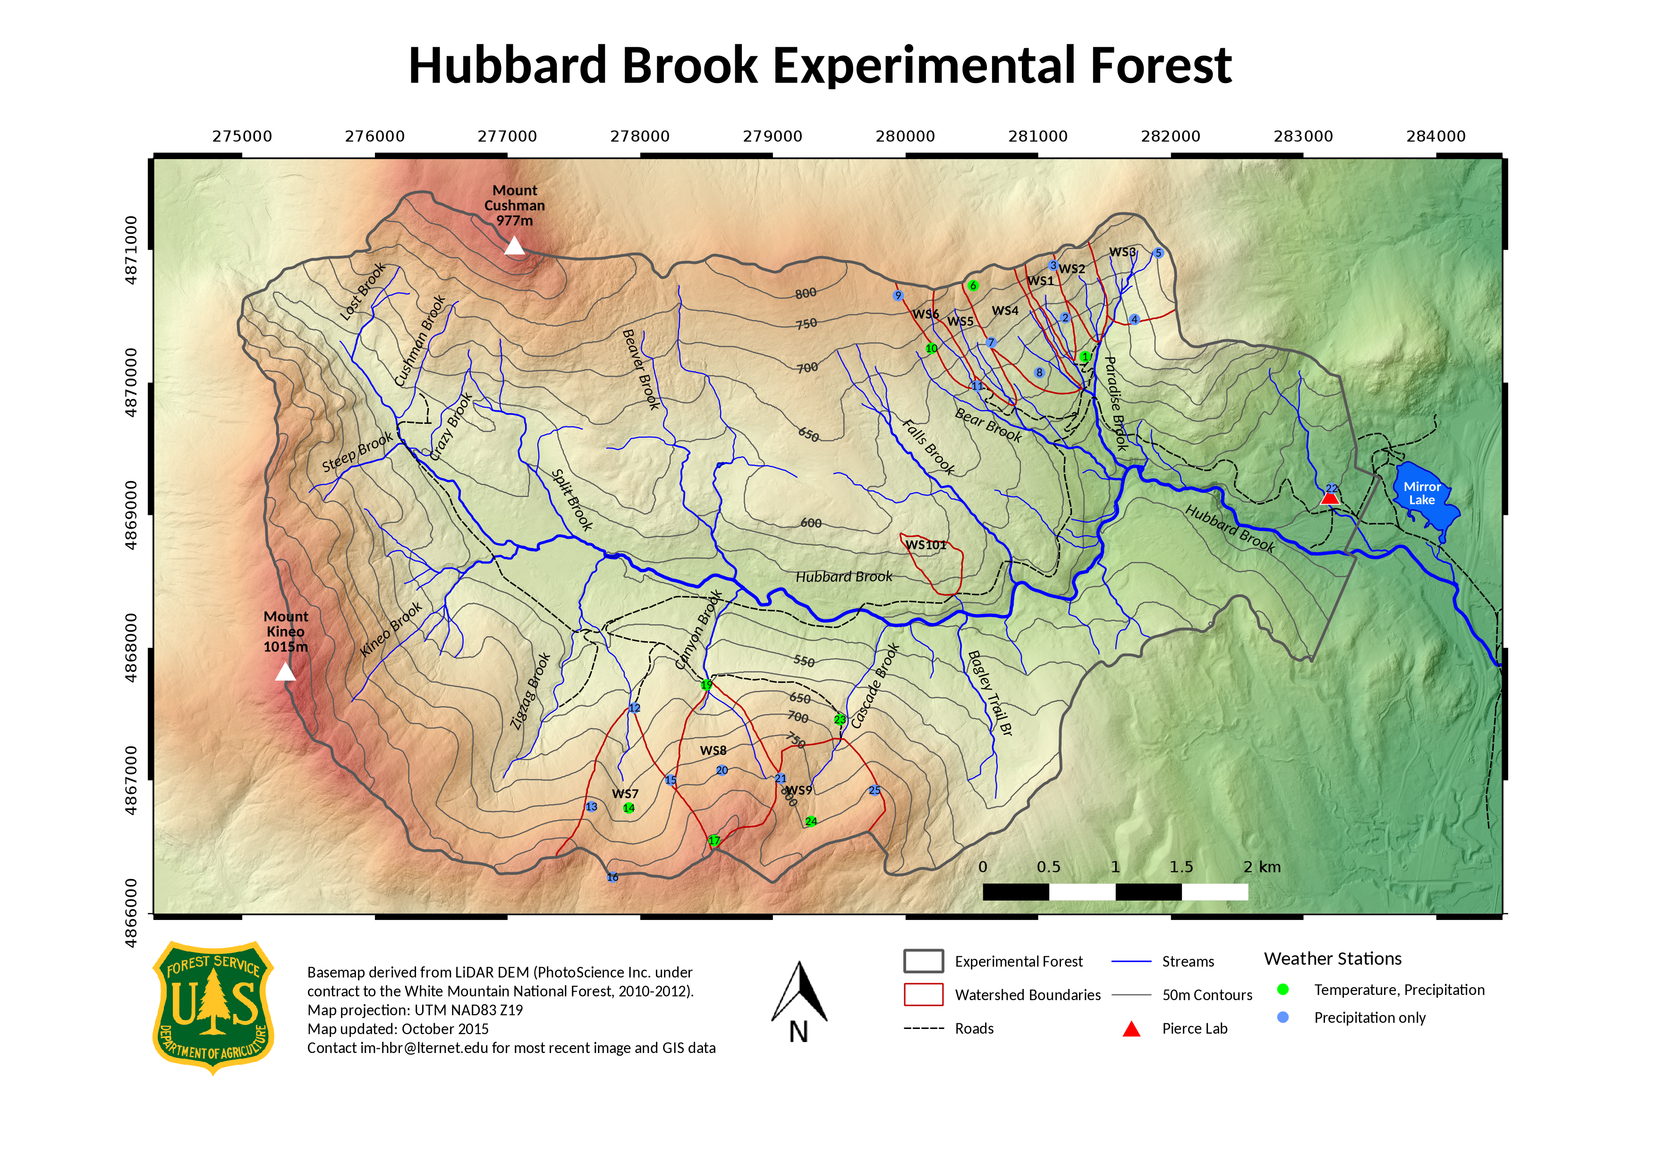 Hubbard Brook Experimental Forest
275000 276000 277000 278000 279000 280000 281000 282000 283000 284000
4871000
4870000
4869000
4868000
4867000
4866000
Mount
Cushman
977m
Mount
Kineo
1015m
Lost Brook
Cushman Brook
Crazy Brook
Steep Brook
Kineo Brook
Zigzag Brook
Split Brook
Beaver Brook
Canyon Brook
Cascade Brook
Bagley Trail Br
Falls Brook
Bear Brook
Paradise Brook
Hubbard Brook
Hubbard Brook
Mirror
Lake
800
750
700
650
600
550
650
700
750
800
WS1
WS2
WS3
WS4
WS5
WS6
WS7
WS8
WS9
WS101
1
2
3
4
5
6
7
8
9
10
11
12
13
14
15
16
17
19
20
21
22
23
24
25
0 0.5 1 1.5 2 km
FOREST SERVICE
U S
DEPARTMENT OF AGRICULTURE
Basemap derived from LiDAR DEM (PhotoScience Inc. under
contract to the White Mountain National Forest, 2010-2012).
Map projection: UTM NAD83 Z19
Map updated: October 2015
Contact im-hbr@lternet.edu for most recent image and GIS data
N
Experimental Forest
Watershed Boundaries
Roads
Streams
50m Contours
Pierce Lab
Weather Stations
Temperature, Precipitation
Precipitation only